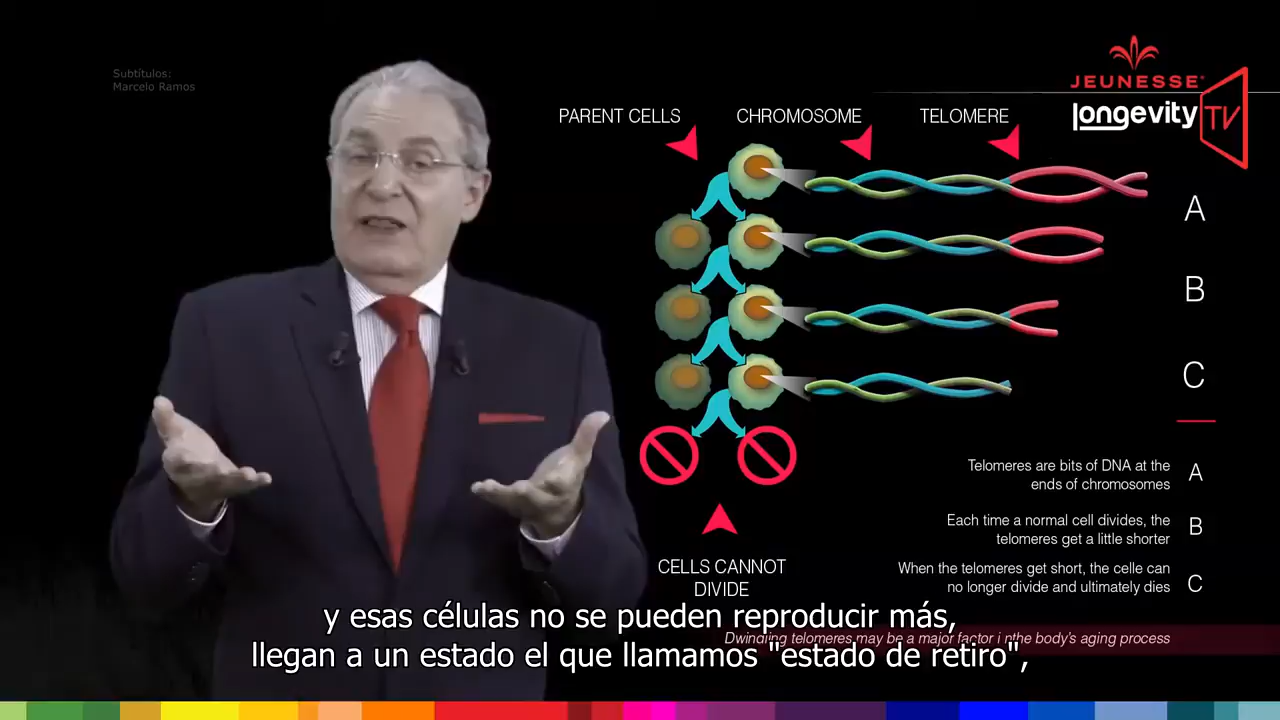 Subtítulos:
Marcelo Ramos
JEUNESSE
longevity TV
PARENT CELLS
CHROMOSOME
TELOMERE
A
B
C
Telomeres are bits of DNA at the
ends of chromosomes
A
Each time a normal cell divides, the
telomeres get a little shorter
B
When the telomeres get short, the celle can
no longer divide and ultimately dies
C
CELLS CANNOT
DIVIDE
Dwindling telomeres may be a major factor i nthe body's aging process
y esas células no se pueden reproducir más,
llegan a un estado el que llamamos "estado de retiro",